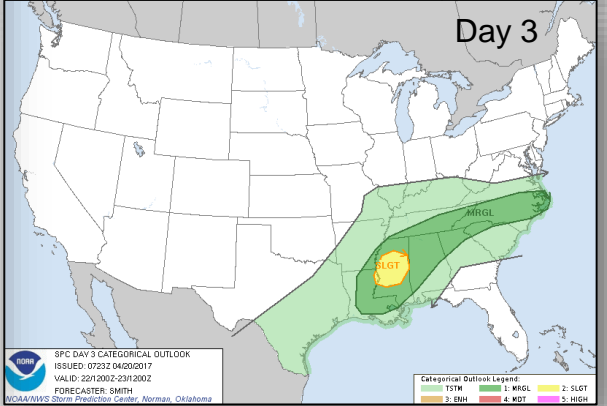 Day 3
MRGL
SLGT
NOAA
SPC DAY 3 CATEGORICAL OUTLOOK
ISSUED: 0723Z 04/20/2017
VALID: 22/1200Z-23/1200Z
FORECASTER: SMITH
NOAA/NWS Storm Prediction Center, Norman, Oklahoma
Categorical Outlook Legend:
TSTM 1: MRGL 2: SLGT
3: ENH 4: MDT 5: HIGH